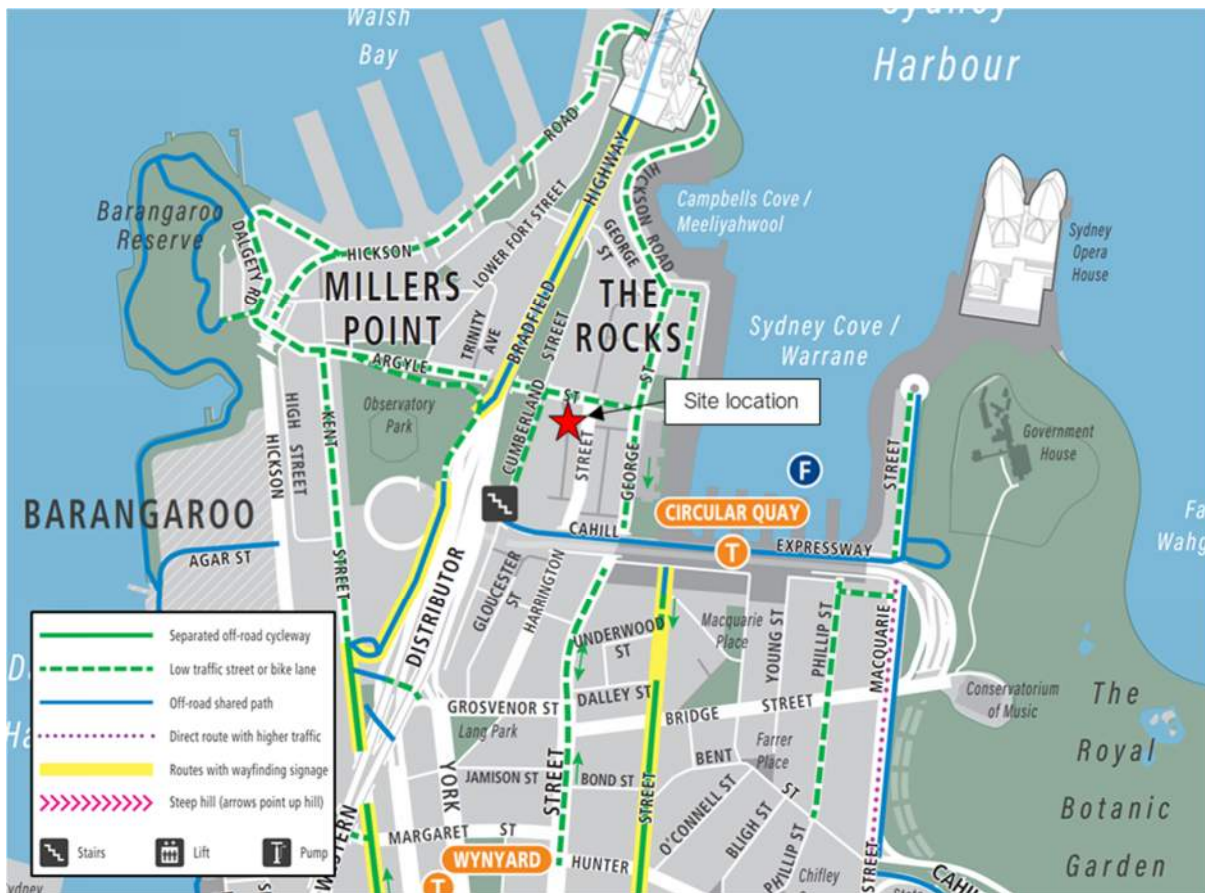 Walsh
Bay
Sydney
Harbour
ROAD
HIGHWAY
HICKSON ROAD
Campbells Cove /
Meeliyahwool
Barangaroo
Reserve
DALGETY RD
HICKSON
LOWER FORT STREET
GEORGE
ST
Sydney
Opera
House
MILLERS
POINT
TRINITY
AVE
BRADFIELD
STREET
THE
ROCKS
Sydney Cove /
Warrane
ARGYLE
ST
ST
Site location
Observatory
Park
CUMBERLAND
STREET
GEORGE
KENT
HIGH STREET
HICKSON
Government
House
STREET
F
BARANGAROO
CIRCULAR QUAY
T
CAHILL
EXPRESSWAY
AGAR ST
STREET
DISTRIBUTOR
GLOUCESTER
ST
HARRINGTON
UNDERWOOD
ST
Macquarie
Place
YOUNG ST
PHILLIP ST
MACQUARIE
DALLEY ST
GROSVENOR ST
BRIDGE
STREET
Conservatorium
of Music
Lang Park
BENT
ST
Farrer
Place
JAMISON ST
BOND ST
STREET
STREET
YORK
O'CONNELL ST
BLIGH ST
PHILLIP ST
MARGARET
ST
WYNYARD
T
HUNTER
Chifley
STREET
CAHI
The
Royal
Botanic
Garden
Separated off-road cycleway
Low traffic street or bike lane
Off-road shared path
Direct route with higher traffic
Routes with wayfinding signage
Steep hill (arrows point up hill)
Stairs
Lift
Pump